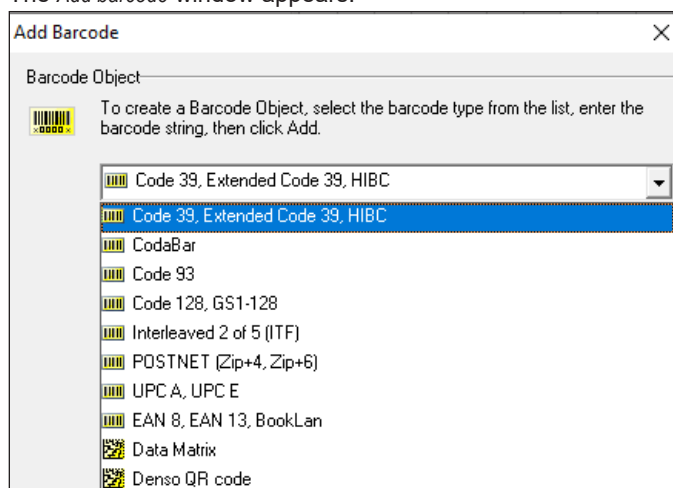 The Add barcode window appears.
Add Barcode
Barcode Object
To create a Barcode Object, select the barcode type from the list, enter the
barcode string, then click Add.
Code 39, Extended Code 39, HIBC
Code 39, Extended Code 39, HIBC
CodaBar
Code 93
Code 128, GS1-128
Interleaved 2 of 5 (ITF)
POSTNET (Zip+4, Zip+6)
UPC A, UPC E
EAN 8, EAN 13, BookLan
Data Matrix
Denso QR code